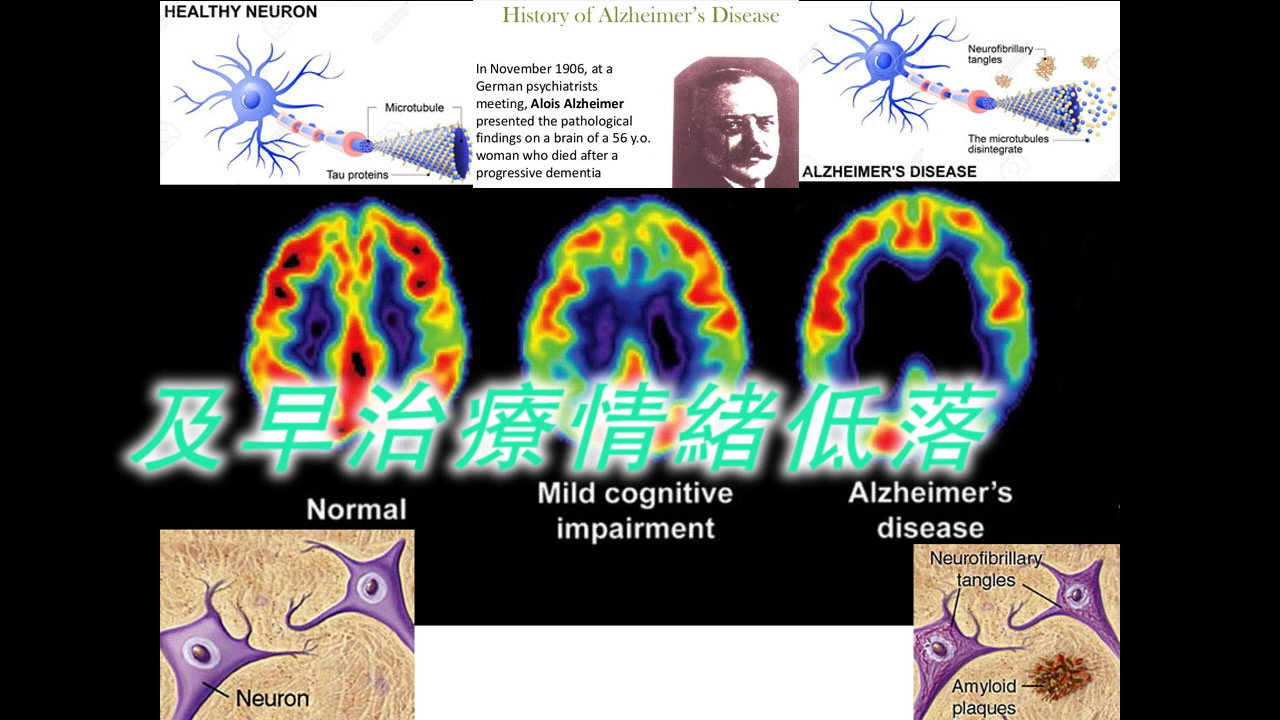 HEALTHY NEURON
Microtubule
Tau proteins
History of Alzheimer's Disease
In November 1906, at a
German psychiatrists
meeting, Alois Alzheimer
presented the pathological
findings on a brain of a 56 y.o.
woman who died after a
progressive dementia
Neurofibrillary
tangles
The microtubules
disintegrate
ALZHEIMER'S DISEASE
及早治療情緒低落
Normal
Mild cognitive
impairment
Alzheimer's
disease
Neuron
Neurofibrillary
tangles
Amyloid
plaques